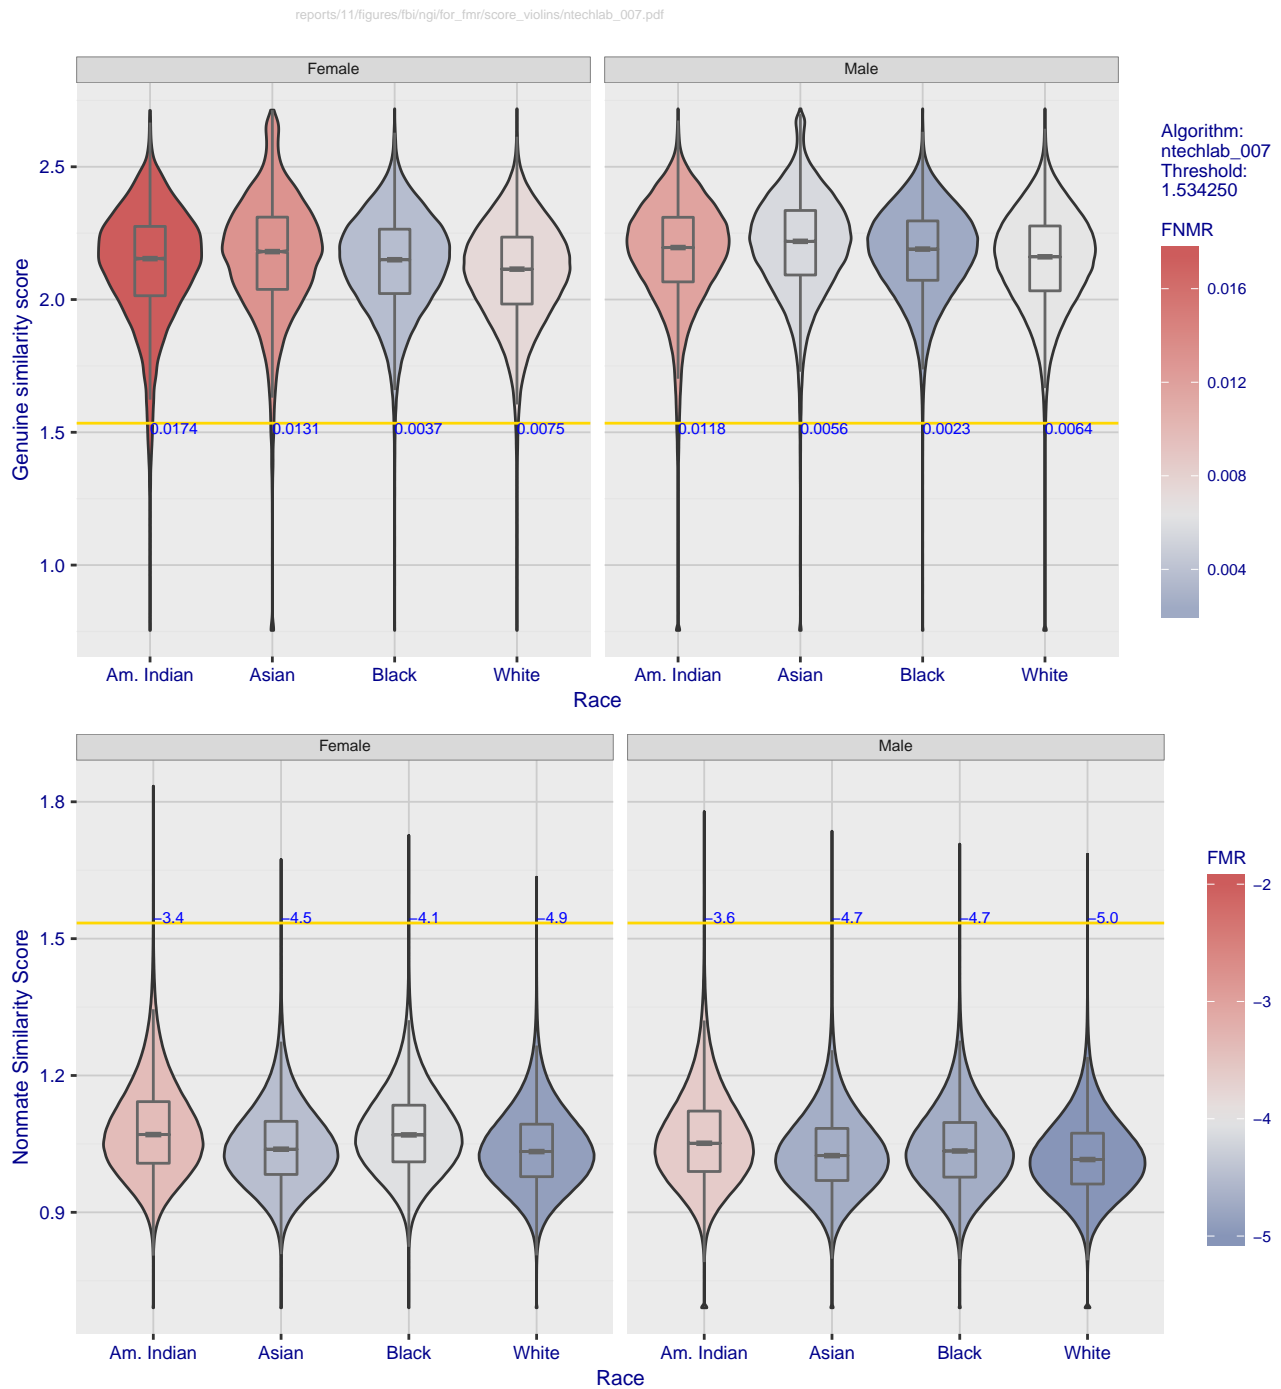 reports/11/figures/fbi/ngi/for_fmr/score_violins/ntechlab_007.pdf
Female
Male
Genuine similarity score
2.5
2.0
1.5
1.0
0.0174
0.0131
0.0037
0.0075
0.0118
0.0056
0.0023
0.0064
Am. Indian
Asian
Black
White
Am. Indian
Asian
Black
White
Race
Algorithm:
ntechlab_007
Threshold:
1.534250
FNMR
0.016
0.012
0.008
0.004
Female
Male
Nonmate Similarity Score
1.8
1.5
1.2
0.9
−3.4
−4.5
−4.1
−4.9
−3.6
−4.7
−4.7
−5.0
Am. Indian
Asian
Black
White
Am. Indian
Asian
Black
White
Race
FMR
−2
−3
−4
−5